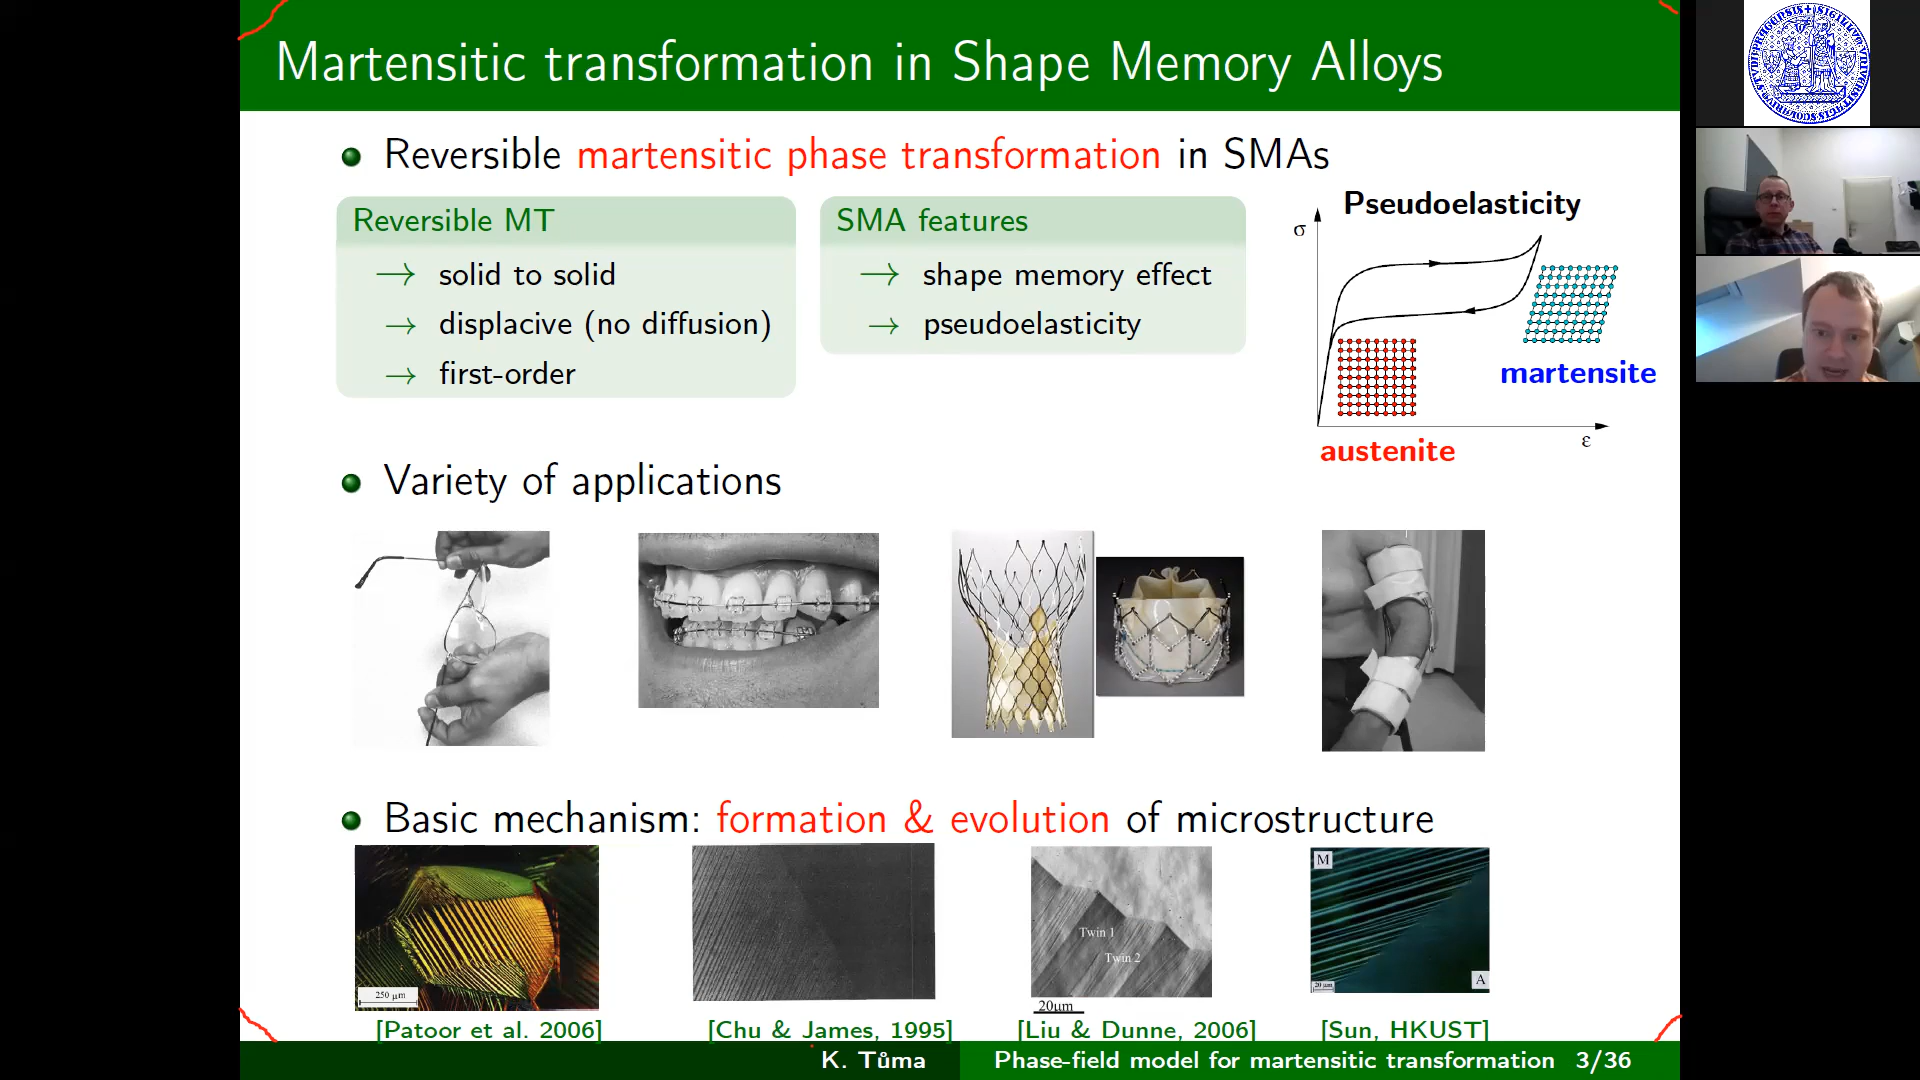 Martensitic transformation in Shape Memory Alloys
Reversible martensitic phase transformation in SMAs
Reversible MT
→ solid to solid
→ displacive (no diffusion)
→ first-order
SMA features
→ shape memory effect
→ pseudoelasticity
Pseudoelasticity
σ
martensite
ε
austenite
Variety of applications
Basic mechanism: formation & evolution of microstructure
250 μm
Twin 1
Twin 2
20μm
M
A
20 μm
[Patoor et al. 2006]
[Chu & James, 1995]
[Liu & Dunne, 2006]
[Sun, HKUST]
K. Tůma
Phase-field model for martensitic transformation 3/36